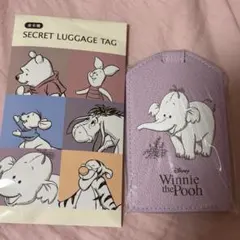 SECRET LUGGAGE TAG
Disney
Winnie
the Pooh